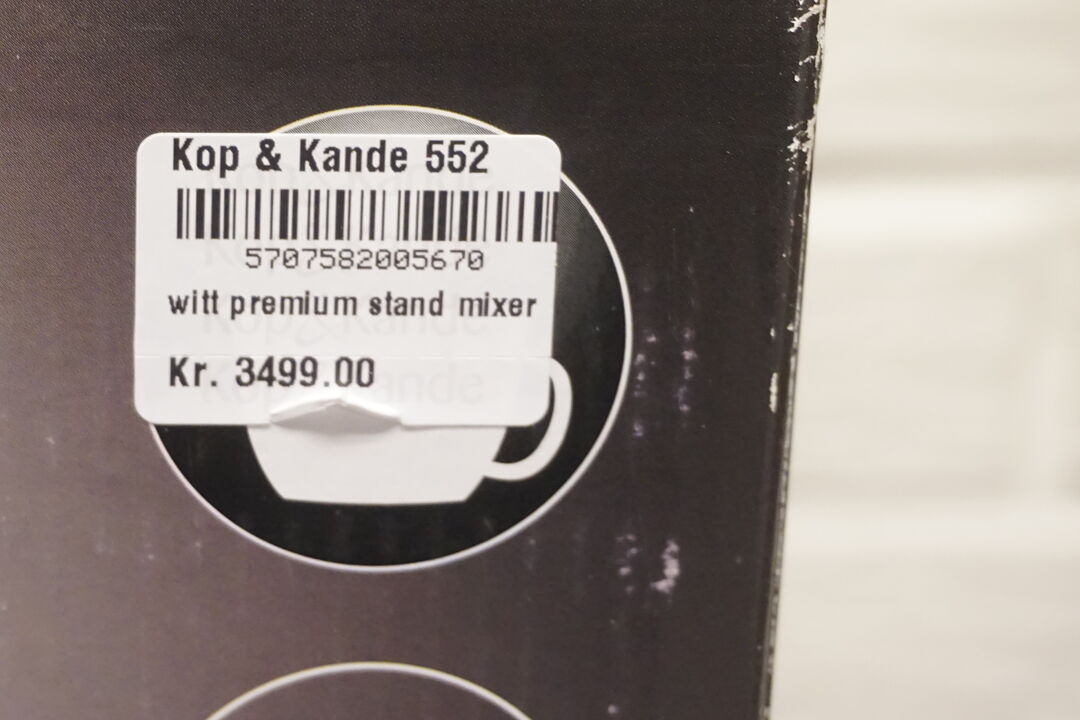 Kop & Kande 552
5707582005670
witt premium stand mixer
Kr. 3499.00